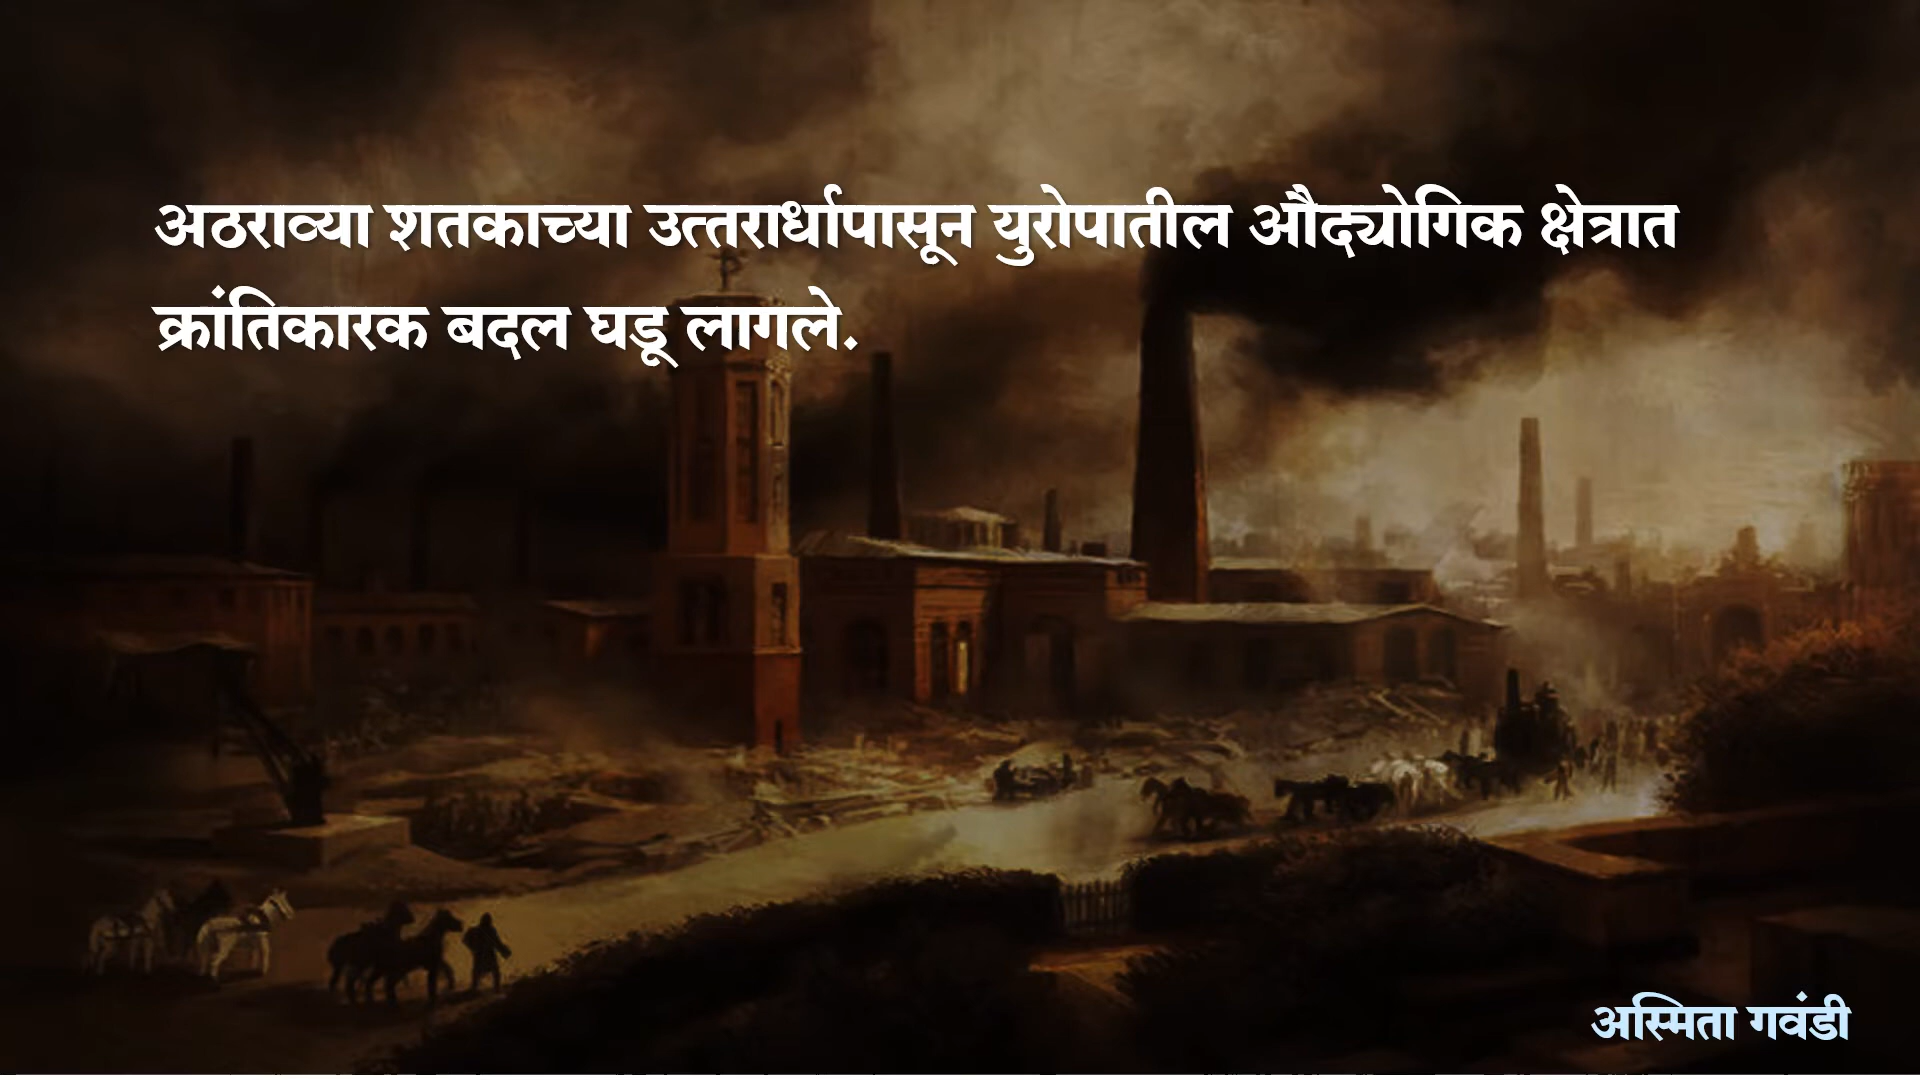 अठराव्या शतकाच्या उत्तरार्धापासून युरोपातील औद्योगिक क्षेत्रात
क्रांतिकारक बदल घडू लागले.
अस्मिता गवंडी